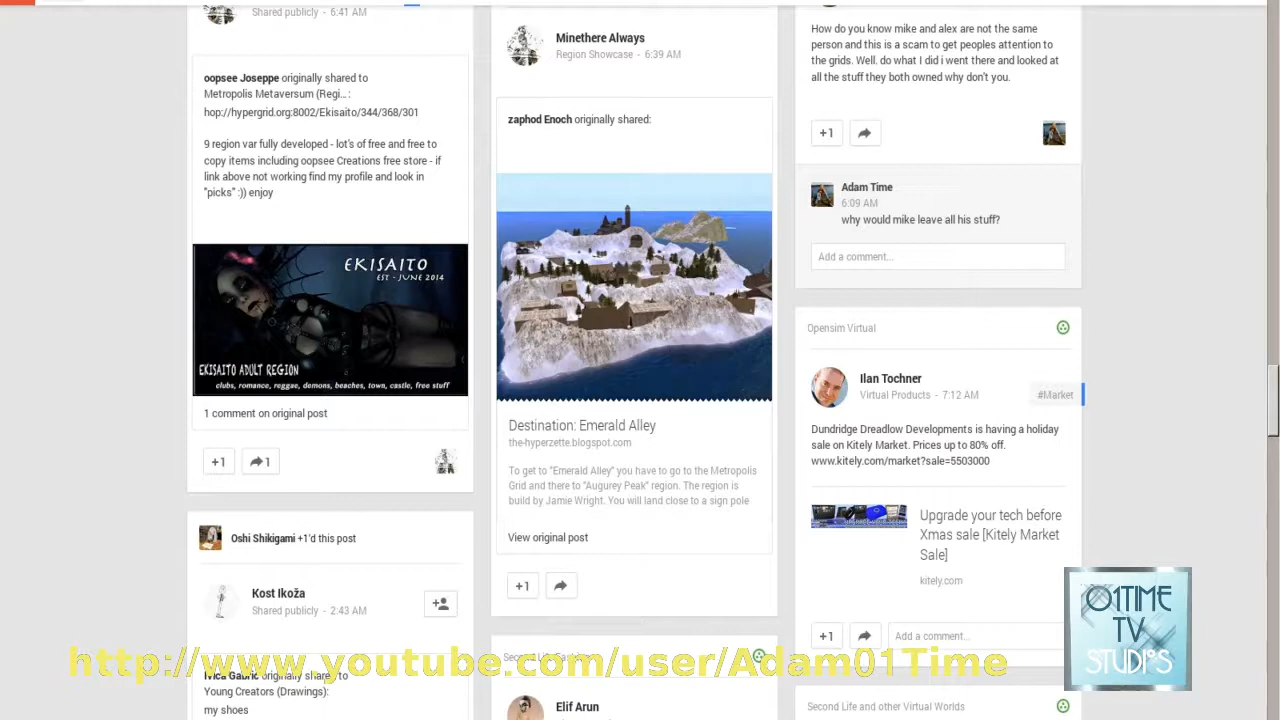 Shared publicly - 6:41 AM
oopsee Joseppe originally shared to
Metropolis Metaversum (Regi...:
hop://hypergrid.org:8002/Ekisaito/344/368/301
9 region var fully developed - lot's of free and free to
copy items including oopsee Creations free store - if
link above not working find my profile and look in
"picks" :)) enjoy
EKISAITO
EST - JUNE 2014
EKISAITO ADULT REGION
clubs, romance, reggae, demons, beaches, town, castle, free stuff
1 comment on original post
+1
1
Oshi Shikigami +1'd this post
Kost Ikoža
Shared publicly - 2:43 AM
originally shared to
Young Creators (Drawings):
my shoes
Minethere Always
Region Showcase - 6:39 AM
zaphod Enoch originally shared:
Destination: Emerald Alley
the-hyperzette.blogspot.com
To get to "Emerald Alley" you have to go to the Metropolis
Grid and there to "Augurey Peak" region. The region is
build by Jamie Wright. You will land close to a sign pole
View original post
+1
Elif Arun
How do you know mike and alex are not the same
person and this is a scam to get peoples attention to
the grids. Well. do what I did i went there and looked at
all the stuff they both owned why don't you.
+1
Adam Time
6:09 AM
why would mike leave all his stuff?
Add a comment...
Opensim Virtual
Ilan Tochner
Virtual Products - 7:12 AM
#Market
Dundridge Dreadlow Developments is having a holiday
sale on Kitely Market. Prices up to 80% off.
www.kitely.com/market?sale=5503000
Upgrade your tech before
Xmas sale [Kitely Market
Sale]
kitely.com
+1
Add a comment...
Second Life and other Virtual Worlds
http://www.youtube.com/user/Adam01Time
01TIME
TV
STUDI'S